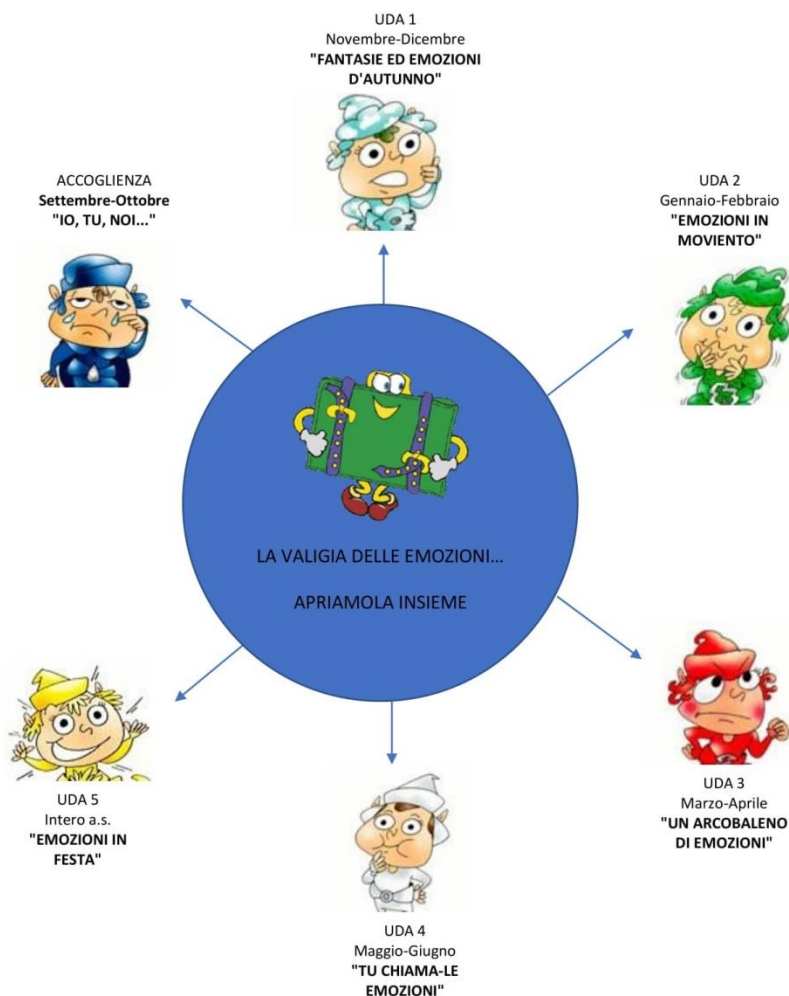 UDA 1
Novembre-Dicembre
"FANTASIE ED EMOZIONI
D'AUTUNNO"
ACCOGLIENZA
Settembre-Ottobre
"IO, TU, NOI..."
UDA 2
Gennaio-Febbraio
"EMOZIONI IN
MOVIENTO"
LA VALIGIA DELLE EMOZIONI...
APRIAMOLA INSIEME
UDA 5
Intero a.s.
"EMOZIONI IN
FESTA"
UDA 3
Marzo-Aprile
"UN ARCOBALENO
DI EMOZIONI"
UDA 4
Maggio-Giugno
"TU CHIAMA-LE
EMOZIONI"